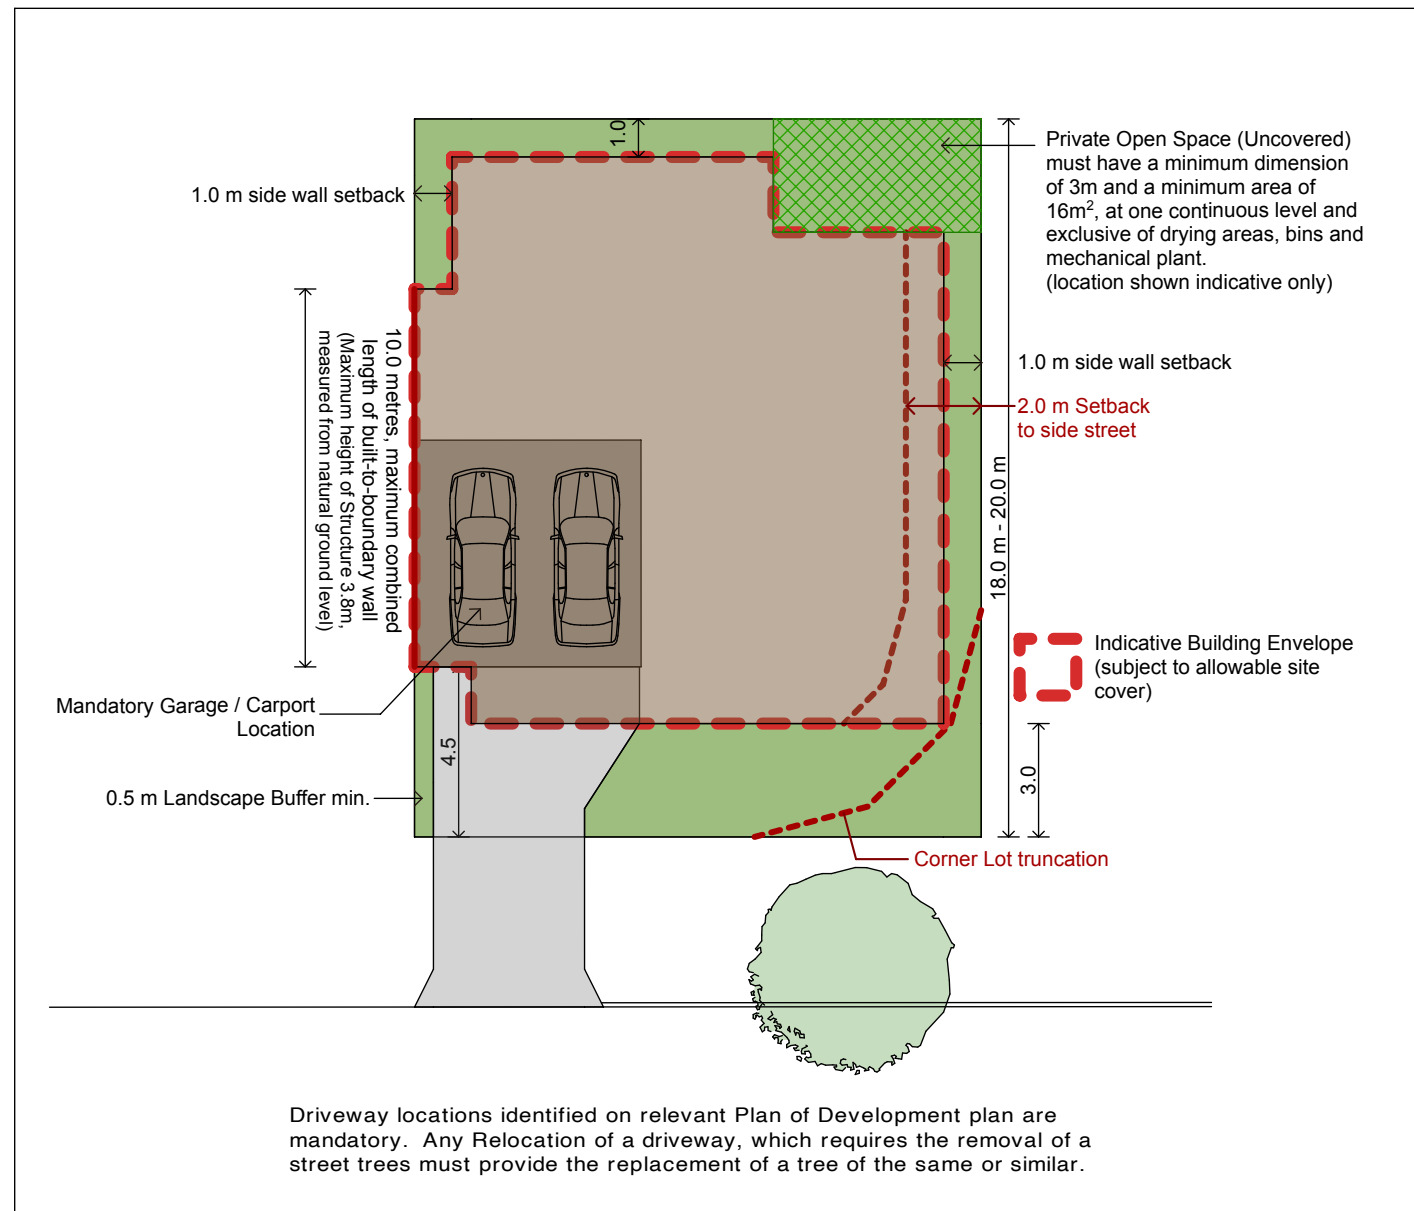 1.0
Private Open Space (Uncovered)
must have a minimum dimension
of 3m and a minimum area of
16m², at one continuous level and
exclusive of drying areas, bins and
mechanical plant.
(location shown indicative only)
1.0 m side wall setback
10.0 metres, maximum combined
length of built-to-boundary wall
(Maximum height of Structure 3.8m,
measured from natural ground level)
1.0 m side wall setback
2.0 m Setback
to side street
18.0 m - 20.0 m
Indicative Building Envelope
(subject to allowable site
cover)
Mandatory Garage / Carport
Location
4.5
3.0
0.5 m Landscape Buffer min.
Corner Lot truncation
Driveway locations identified on relevant Plan of Development plan are
mandatory. Any Relocation of a driveway, which requires the removal of a
street trees must provide the replacement of a tree of the same or similar.